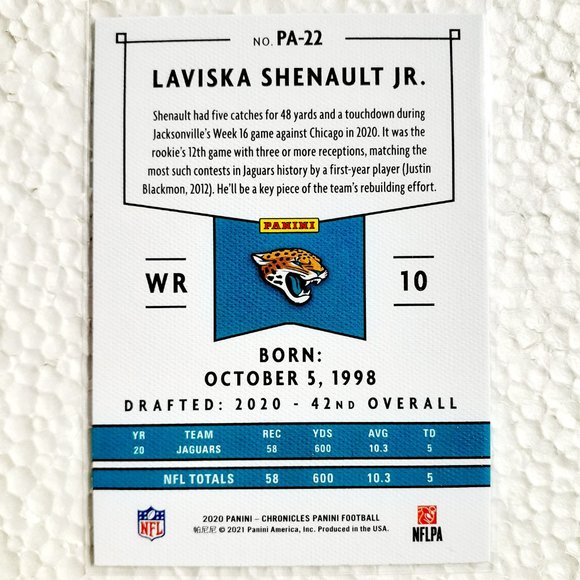 NO. PA-22
LAVISKA SHENAULT JR.
Shenault had five catches for 48 yards and a touchdown during
Jacksonville's Week 16 game against Chicago in 2020. It was the
rookie's 12th game with three or more receptions, matching the
most such contests in Jaguars history by a first-year player (Justin
Blackmon, 2012). He'll be a key piece of the team's rebuilding effort.
PANINI
WR 10
BORN:
OCTOBER 5, 1998
DRAFTED: 2020 - 42ND OVERALL
YR TEAM REC YDS AVG TD
20 JAGUARS 58 600 10.3 5
NFL TOTALS 58 600 10.3 5
NFL
2020 PANINI – CHRONICLES PANINI FOOTBALL
帕尼尼 © 2021 Panini America, Inc. Produced in the USA.
NFLPA